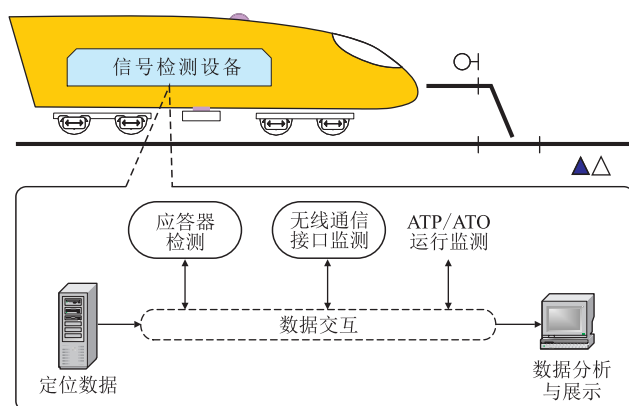 信号检测设备
应答器
检测
无线通信
接口监测
ATP/ATO
运行监测
数据交互
定位数据
数据分析
与展示